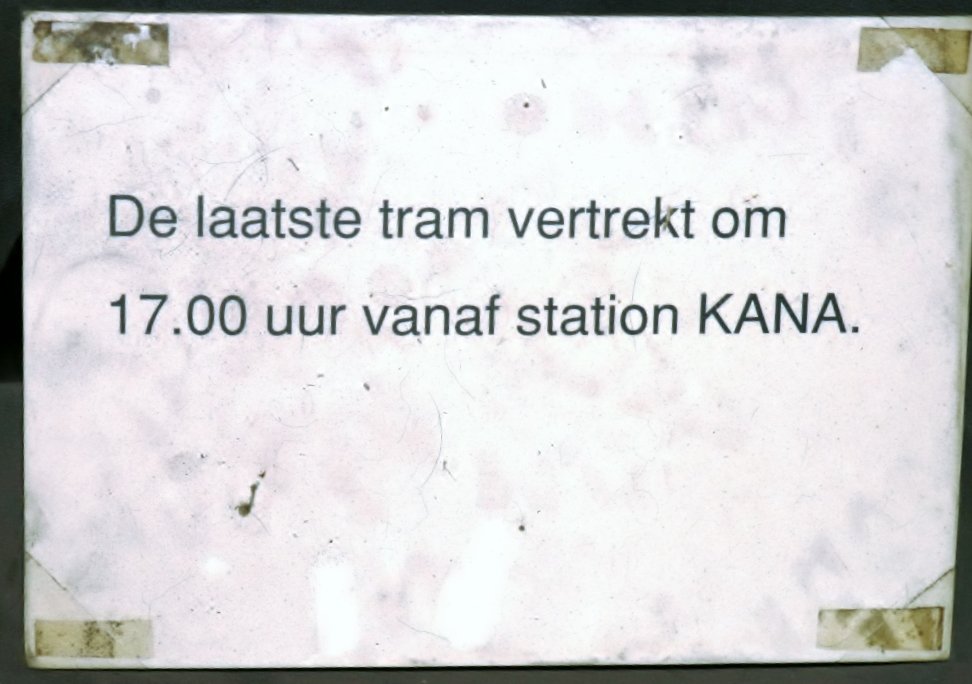 De laatste tram vertrekt om
17.00 uur vanaf station KANA.